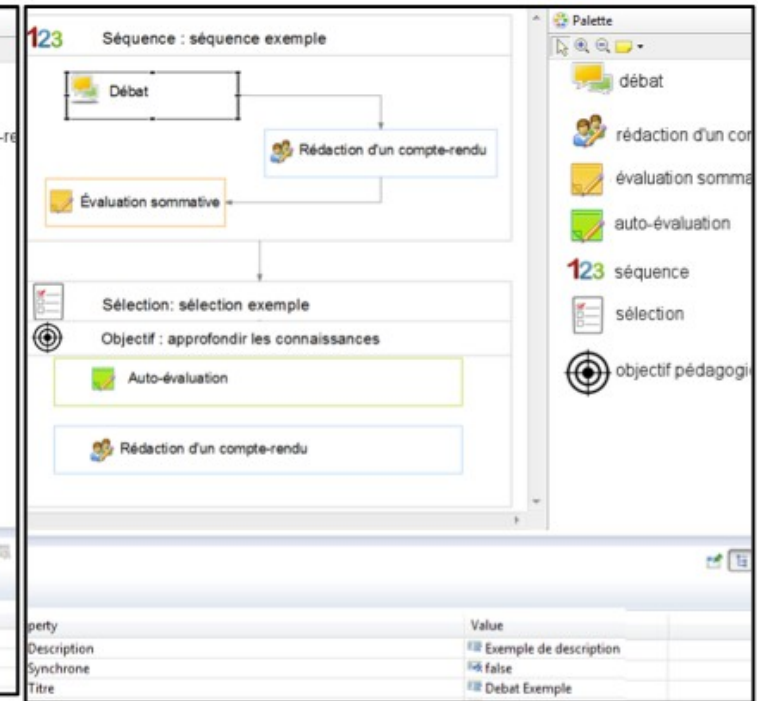 123 Séquence : séquence exemple
Débat
Rédaction d'un compte-rendu
Évaluation sommative
Sélection: sélection exemple
Objectif : approfondir les connaissances
Auto-évaluation
Rédaction d'un compte-rendu
Palette
débat
rédaction d'un cor
évaluation somma
auto-évaluation
123 séquence
sélection
objectif pédagogi
-re
perty Value
Description Exemple de description
Synchrone false
Titre Debat Exemple